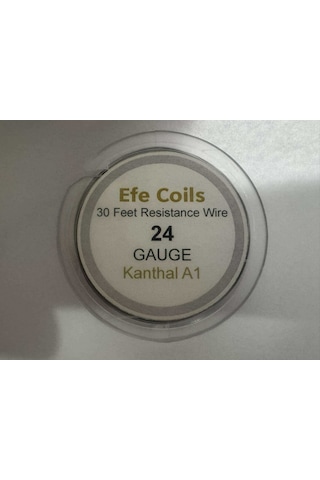 Efe Coils
30 Feet Resistance Wire
24
GAUGE
Kanthal A1